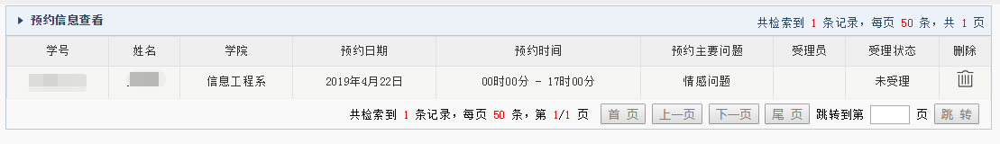 预约信息查看
共检索到 1 条记录，每页 50 条，共 1 页
学号 姓名 学院 预约日期 预约时间 预约主要问题 受理员 受理状态 删除
信息工程系 2019年4月22日 00时00分 - 17时00分 情感问题 未受理
共检索到 1 条记录，每页 50 条，第 1/1 页 首 页 上一页 下一页 尾 页 跳转到第 页 跳 转